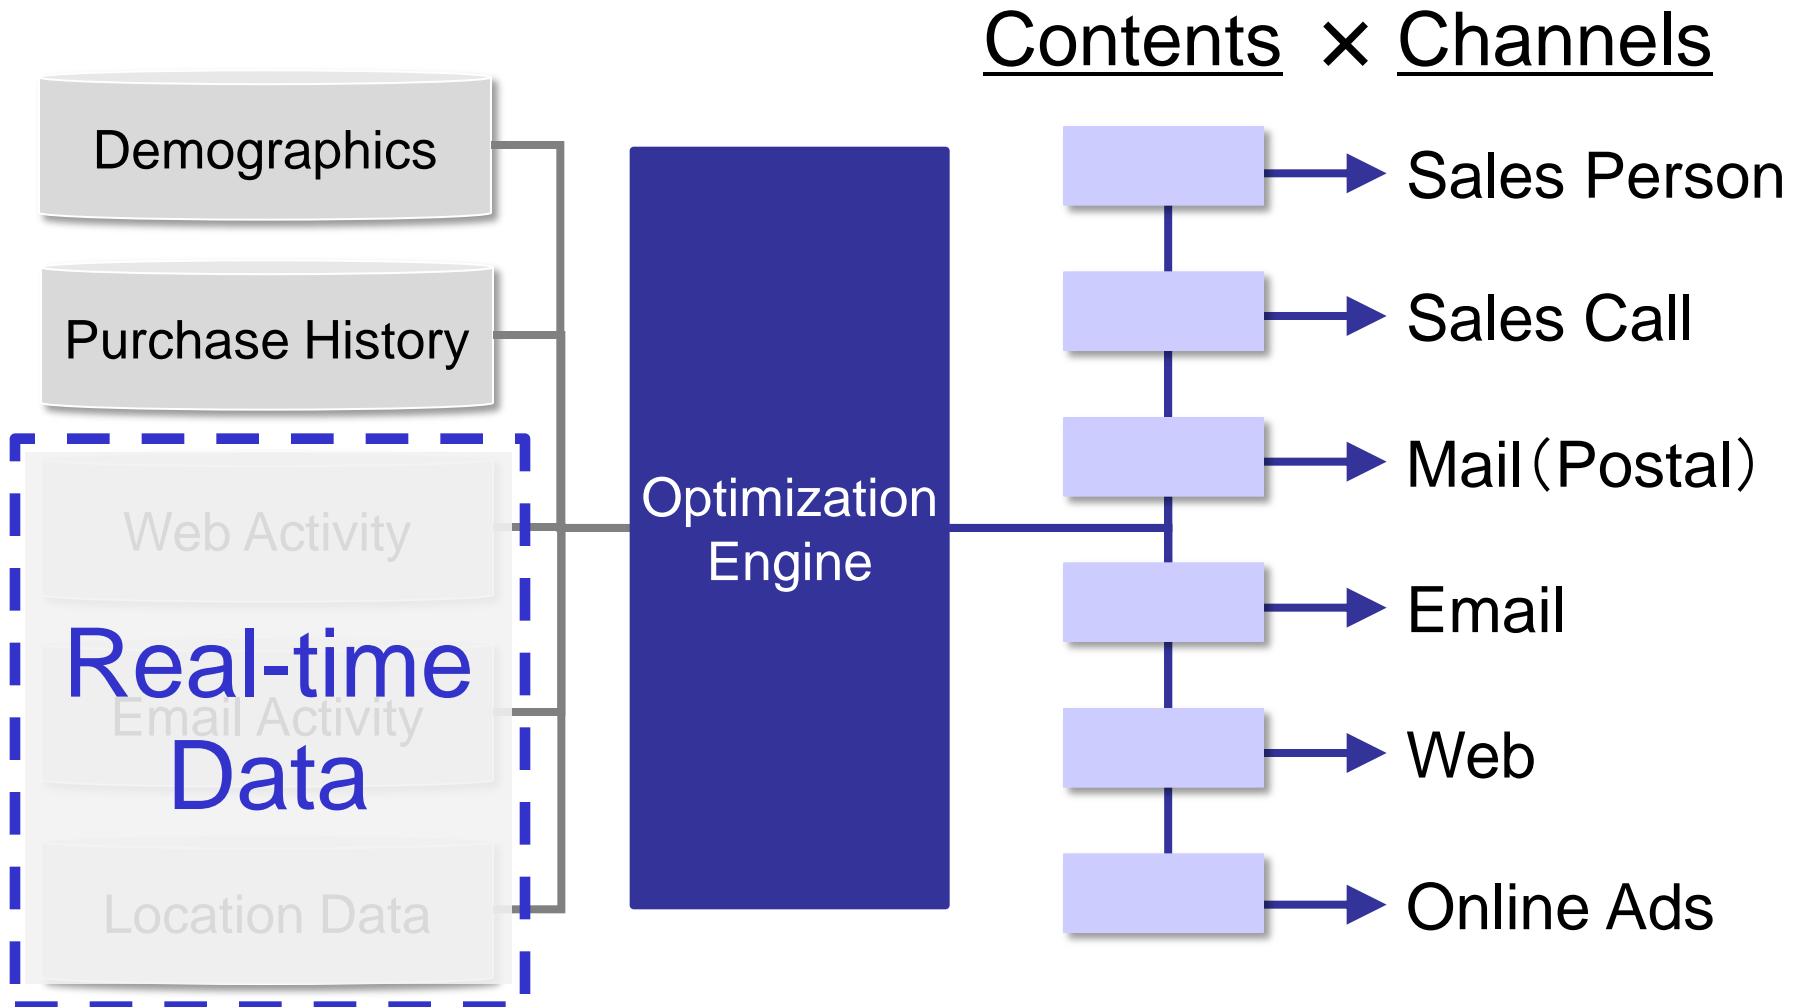 Contents × Channels
Demographics
Purchase History
Web Activity
Email Activity
Location Data
Real-time
Data
Optimization
Engine
Sales Person
Sales Call
Mail（Postal）
Email
Web
Online Ads